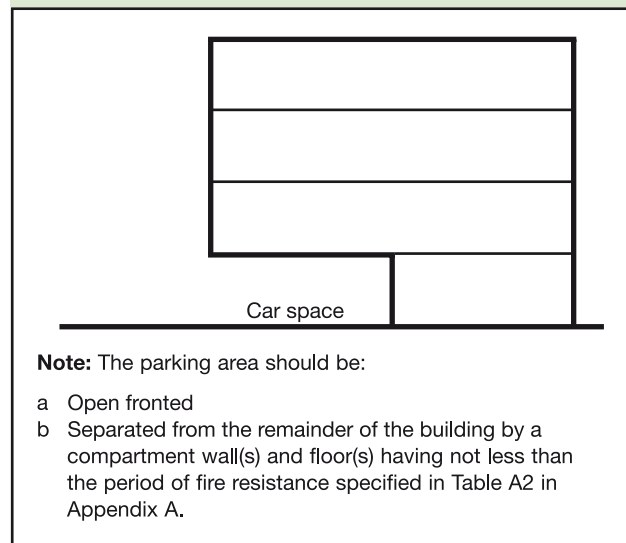 Car space
Note: The parking area should be:
a Open fronted
b Separated from the remainder of the building by a
compartment wall(s) and floor(s) having not less than
the period of fire resistance specified in Table A2 in
Appendix A.